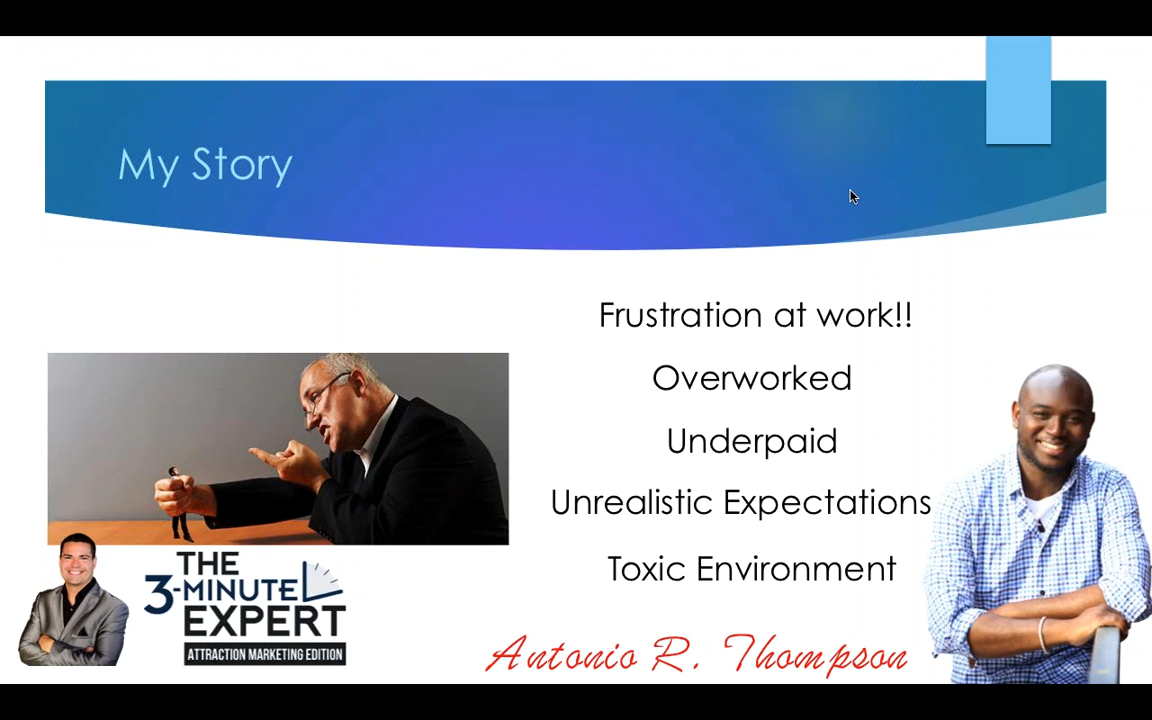 My Story
Frustration at work!!
Overworked
Underpaid
Unrealistic Expectations
Toxic Environment
THE
3-MINUTE
EXPERT
ATTRACTION MARKETING EDITION
Antonio R. Thompson